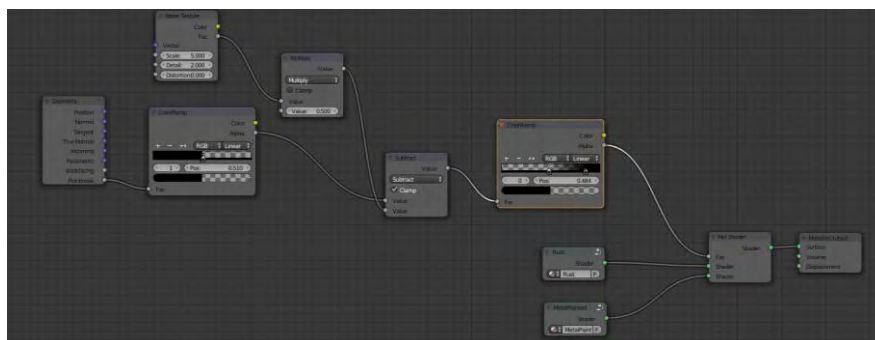 Noise Texture
Color
Fac
Vector
Scale: 5.000
Detail: 2.000
Distortion: 0.000
Multiply
Value
Multiply
Clamp
Value
Value: 0.500
Geometry
Position
Normal
Tangent
True Normal
Incoming
Parametric
Backfacing
Pointiness
ColorRamp
Color
Alpha
RGB Linear
1 Pos: 0.510
Fac
Subtract
Value
Subtract
Clamp
Value
Value
ColorRamp
Color
Alpha
RGB Linear
0 Pos:
Fac
Rust
Shader
Rust F
Shader
MetalPaint F
Mix Shader
Shader
Fac
Shader
Shader
Material Output
Surface
Volume
Displacement